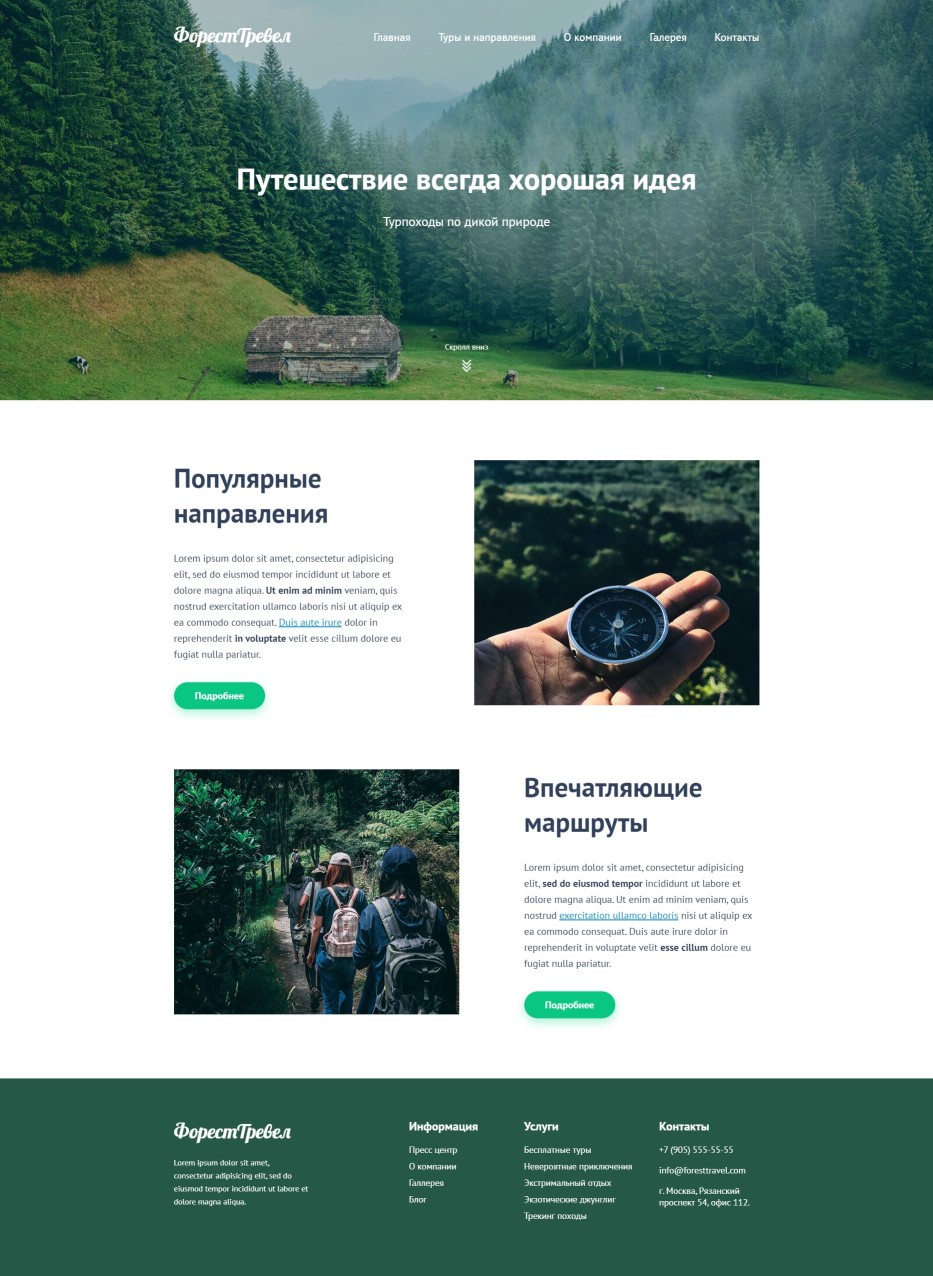 ФорестТревел
Главная Туры и направления О компании Галерея Контакты
Путешествие всегда хорошая идея
Турпоходы по дикой природе
Скролл вниз
Популярные
направления
Lorem ipsum dolor sit amet, consectetur adipisicing
elit, sed do eiusmod tempor incididunt ut labore et
dolore magna aliqua. Ut enim ad minim veniam, quis
nostrud exercitation ullamco laboris nisi ut aliquip ex
ea commodo consequat. Duis aute irure dolor in
reprehenderit in voluptate velit esse cillum dolore eu
fugiat nulla pariatur.
Подробнее
Впечатляющие
маршруты
Lorem ipsum dolor sit amet, consectetur adipisicing
elit, sed do eiusmod tempor incididunt ut labore et
dolore magna aliqua. Ut enim ad minim veniam, quis
nostrud exercitation ullamco laboris nisi ut aliquip ex
ea commodo consequat. Duis aute irure dolor in
reprehenderit in voluptate velit esse cillum dolore eu
fugiat nulla pariatur.
Подробнее
ФорестТревел
Lorem ipsum dolor sit amet,
consectetur adipisicing elit, sed do
eiusmod tempor incididunt ut labore et
dolore magna aliqua.
Информация
Пресс центр
О компании
Галлерея
Блог
Услуги
Бесплатные туры
Невероятные приключения
Экстримальный отдых
Экзотические джунглиг
Трекинг походы
Контакты
+7 (905) 555-55-55
info@foresttravel.com
г. Москва, Рязанский
проспект 54, офис 112.